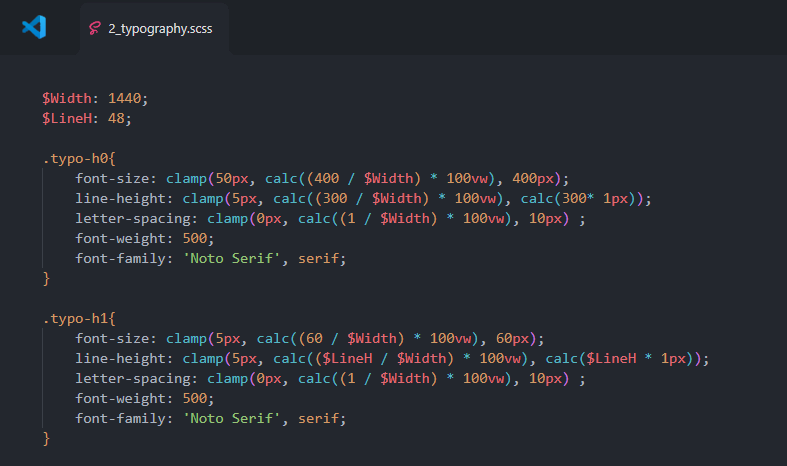 2_typography.scss
$Width: 1440;
$LineH: 48;
.typo-h0{
font-size: clamp(50px, calc((400 / $Width) * 100vw), 400px);
line-height: clamp(5px, calc((300 / $Width) * 100vw), calc(300* 1px));
letter-spacing: clamp(0px, calc((1 / $Width) * 100vw), 10px) ;
font-weight: 500;
font-family: 'Noto Serif', serif;
}
.typo-h1{
font-size: clamp(5px, calc((60 / $Width) * 100vw), 60px);
line-height: clamp(5px, calc(($LineH / $Width) * 100vw), calc($LineH * 1px));
letter-spacing: clamp(0px, calc((1 / $Width) * 100vw), 10px) ;
font-weight: 500;
font-family: 'Noto Serif', serif;
}